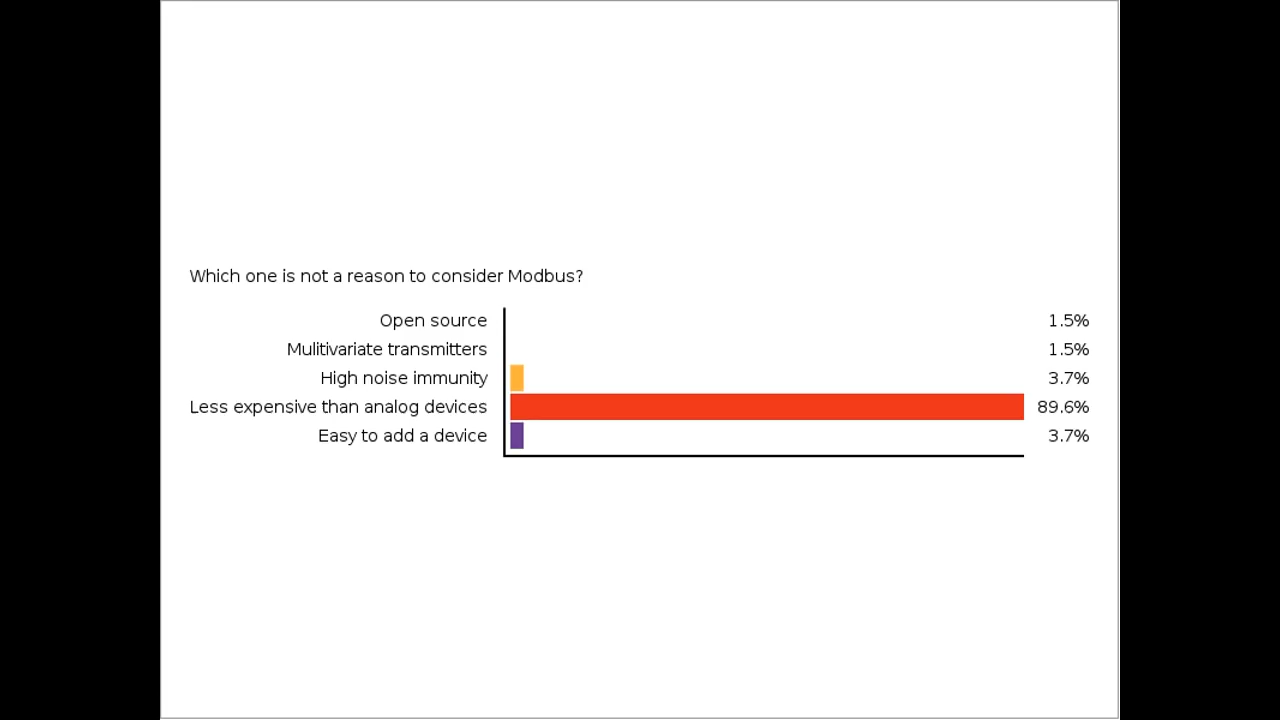 Which one is not a reason to consider Modbus?
Open source 1.5%
Mulitivariate transmitters 1.5%
High noise immunity 3.7%
Less expensive than analog devices 89.6%
Easy to add a device 3.7%